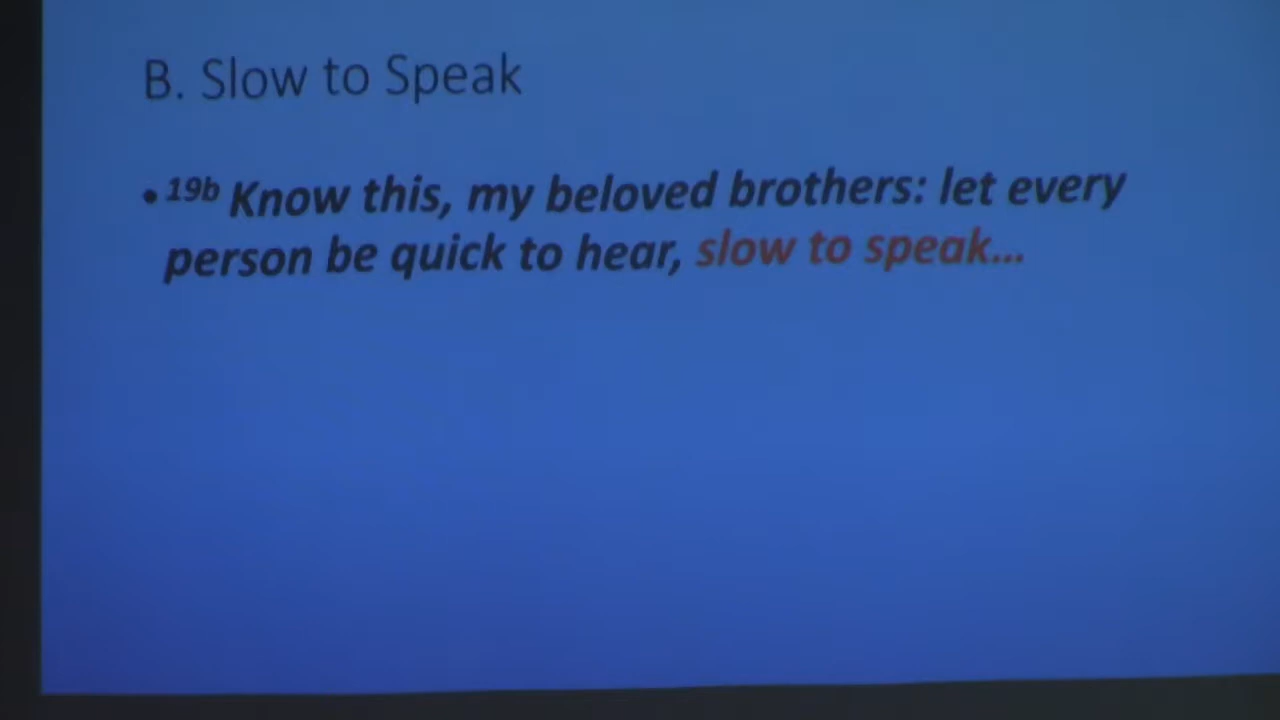 B. Slow to Speak
• 19b Know this, my beloved brothers: let every
person be quick to hear, slow to speak...